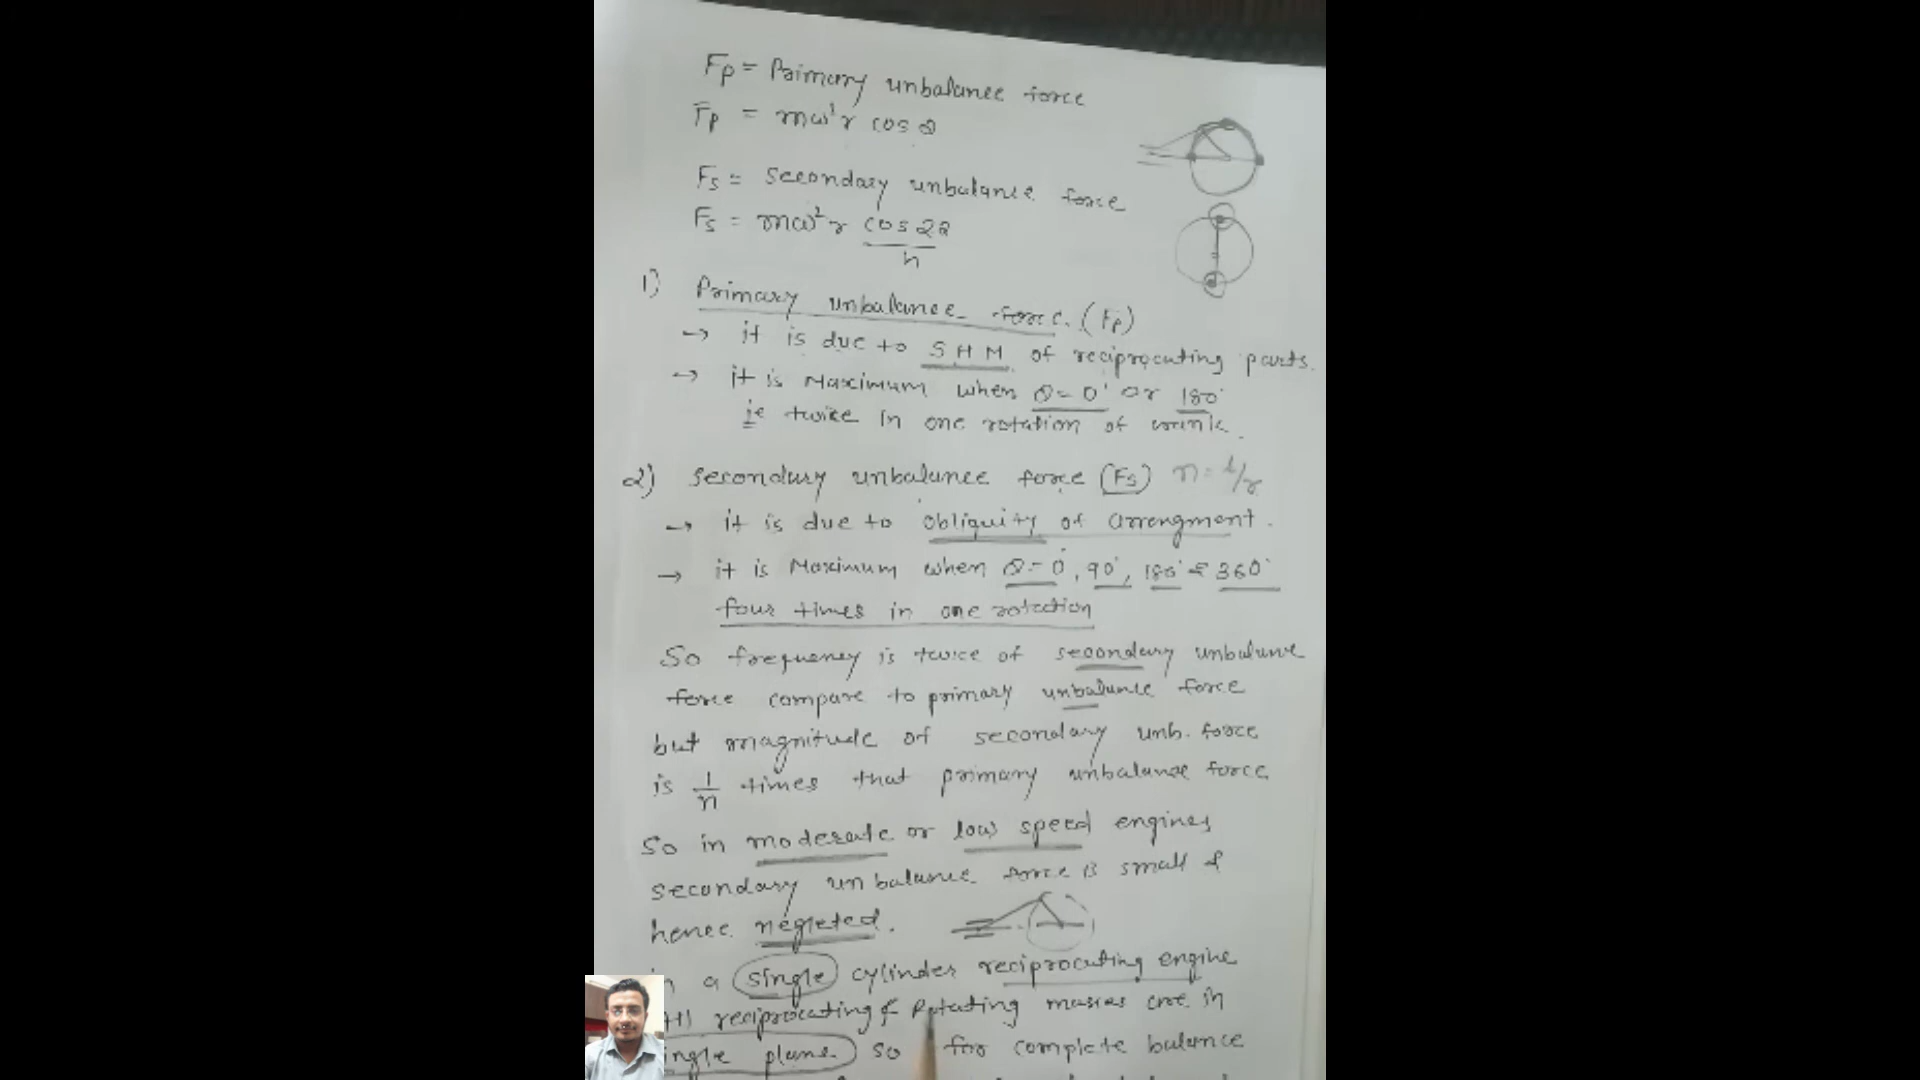 Fp = Primary unbalance force
Fp = mω²r cos θ
Fs = Secondary unbalance force
Fs = mω²r cos 2θ
n
1) Primary unbalance force. (Fp)
→ it is due to SHM of reciprocating parts.
→ it is Maximum when θ = 0° or 180°
ie twice in one rotation of crank.
2) secondary unbalance force (Fs) n = l/r
→ it is due to obliquity of arrengment.
→ it is Maximum when θ = 0°, 90°, 180° & 360°
four times in one rotection
So frequency is twice of secondary unbalance
force compare to primary unbalance force
but magnitude of secondary unb. force
is 1/n times that primary unbalance force
So in moderate or low speed engines
secondary unbalance force is small &
hence negleted.
a single cylinder reciprocating engine
reciprocating & Rotating masses are in
single plane so for complete balance